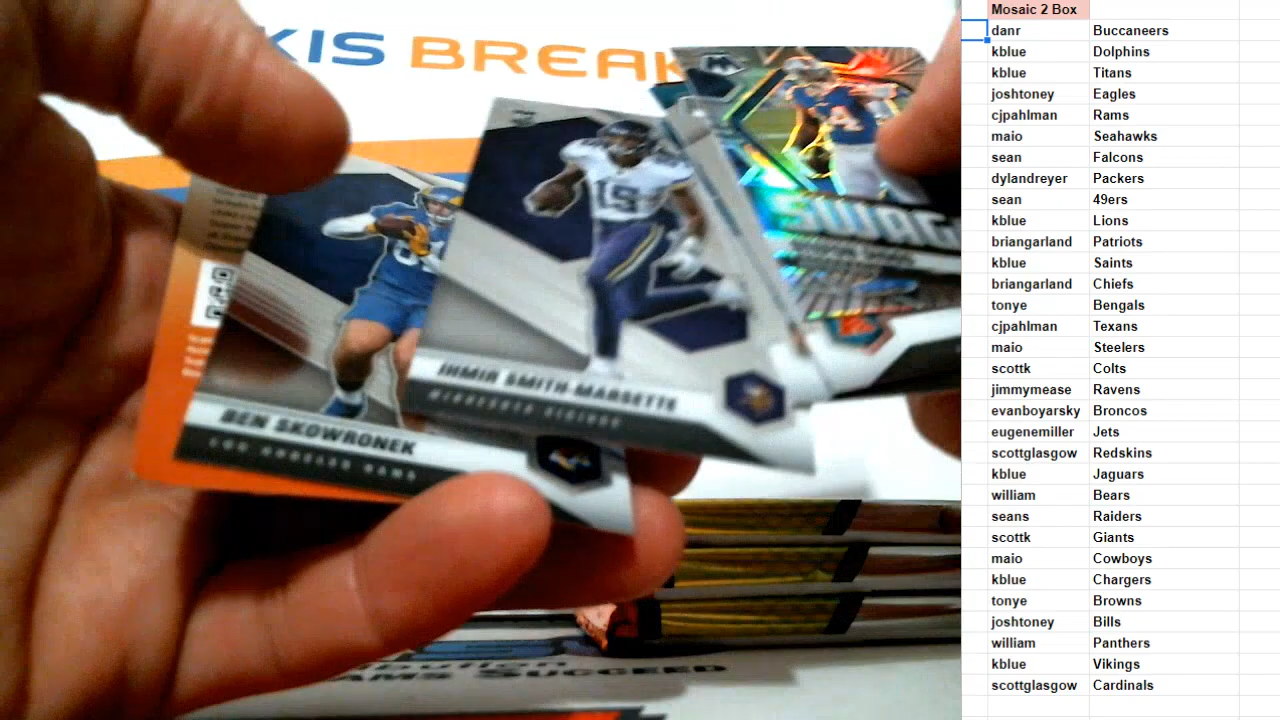 KIS BREAK
SWAG
15
IHMIR SMITH-MARSETTE
MINNESOTA VIKINGS
BEN SKOWRONEK
LOS ANGELES RAMS
Mosaic 2 Box
danr Buccaneers
kblue Dolphins
kblue Titans
joshtoney Eagles
cjpahlman Rams
maio Seahawks
sean Falcons
dylandreyer Packers
sean 49ers
kblue Lions
briangarland Patriots
kblue Saints
briangarland Chiefs
tonye Bengals
cjpahlman Texans
maio Steelers
scottk Colts
jimmymease Ravens
evanboyarsky Broncos
eugenemiller Jets
scottglasgow Redskins
kblue Jaguars
william Bears
seans Raiders
scottk Giants
maio Cowboys
kblue Chargers
tonye Browns
joshtoney Bills
william Panthers
kblue Vikings
scottglasgow Cardinals